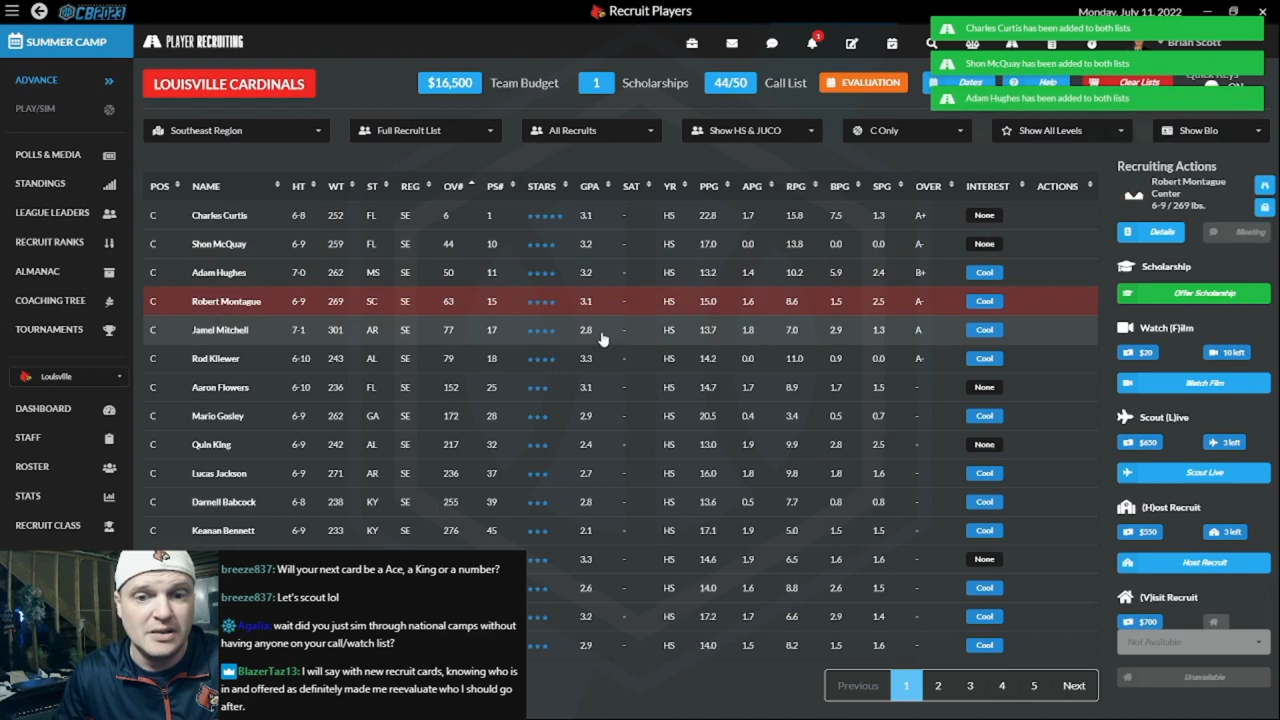 CB2023
Recruit Players
Monday, July 11, 2022
SUMMER CAMP
PLAYER RECRUITING
1
Brian Scott
Charles Curtis has been added to both lists
Shon McQuay has been added to both lists
Adam Hughes has been added to both lists
ADVANCE
PLAY/SIM
POLLS & MEDIA
STANDINGS
LEAGUE LEADERS
RECRUIT RANKS
ALMANAC
COACHING TREE
TOURNAMENTS
Louisville
DASHBOARD
STAFF
ROSTER
STATS
RECRUIT CLASS
LOUISVILLE CARDINALS
$16,500 Team Budget 1 Scholarships 44/50 Call List EVALUATION Dates Help Clear Lists Quick Keys ON
Southeast Region Full Recruit List All Recruits Show HS & JUCO C Only Show All Levels Show Bio
POS NAME HT WT ST REG OV# PS# STARS GPA SAT YR PPG APG RPG BPG SPG OVER INTEREST ACTIONS
C Charles Curtis 6-8 252 FL SE 6 1 ★★★★★ 3.1 - HS 22.8 1.7 15.8 7.5 1.3 A+ None
C Shon McQuay 6-9 259 FL SE 44 10 ★★★★ 3.2 - HS 17.0 0.0 13.8 0.0 0.0 A- None
C Adam Hughes 7-0 262 MS SE 50 11 ★★★★ 3.2 - HS 13.2 1.4 10.2 5.9 2.4 B+ Cool
C Robert Montague 6-9 269 SC SE 63 15 ★★★★ 3.1 - HS 15.0 1.6 8.6 1.5 2.5 A- Cool
C Jamel Mitchell 7-1 301 AR SE 77 17 ★★★★ 2.8 - HS 13.7 1.8 7.0 2.9 1.3 A Cool
C Rod Kliewer 6-10 243 AL SE 79 18 ★★★★ 3.3 - HS 14.2 0.0 11.0 0.9 0.0 A- Cool
C Aaron Flowers 6-10 236 FL SE 152 25 ★★★ 3.1 - HS 14.7 1.7 8.9 1.7 1.5 - None
C Mario Gosley 6-9 262 GA SE 172 28 ★★★ 2.9 - HS 20.5 0.4 3.4 0.5 0.7 - Cool
C Quin King 6-9 242 AL SE 217 32 ★★★ 2.4 - HS 13.0 1.9 9.9 2.8 2.5 - None
C Lucas Jackson 6-9 271 AR SE 236 37 ★★★ 2.7 - HS 16.0 1.8 9.8 1.8 1.6 - Cool
C Darnell Babcock 6-8 238 KY SE 255 39 ★★★ 2.8 - HS 13.6 0.5 7.7 0.8 0.8 - Cool
C Keanan Bennett 6-9 233 KY SE 276 45 ★★★ 2.1 - HS 17.1 1.9 5.0 1.5 1.5 - Cool
★★★ 3.3 - HS 14.6 1.9 6.5 1.6 1.2 - None
★★★ 2.6 - HS 14.0 1.6 8.8 2.5 1.6 - Cool
★★★ 3.2 - HS 17.2 1.7 6.6 2.9 1.4 - Cool
★★★ 2.9 - HS 14.0 1.5 8.2 1.5 1.6 - Cool
Previous 1 2 3 4 5 Next
Recruiting Actions
Robert Montague
Center
6-9 / 269 lbs.
Details Meeting
Scholarship
Offer Scholarship
Watch (F)ilm
$20 10 left
Watch Film
Scout (L)ive
$650 3 left
Scout Live
(H)ost Recruit
$550 3 left
Host Recruit
(V)isit Recruit
$700
Not Available
Unavailable
breeze837: Will your next card be a Ace, a King or a number?
breeze837: Let's scout lol
Agalia: wait did you just sim through national camps without
having anyone on your call/watch list?
BlazerTaz13: I will say with new recruit cards, knowing who is
in and offered as definitely made me reevaluate who I should go
after.